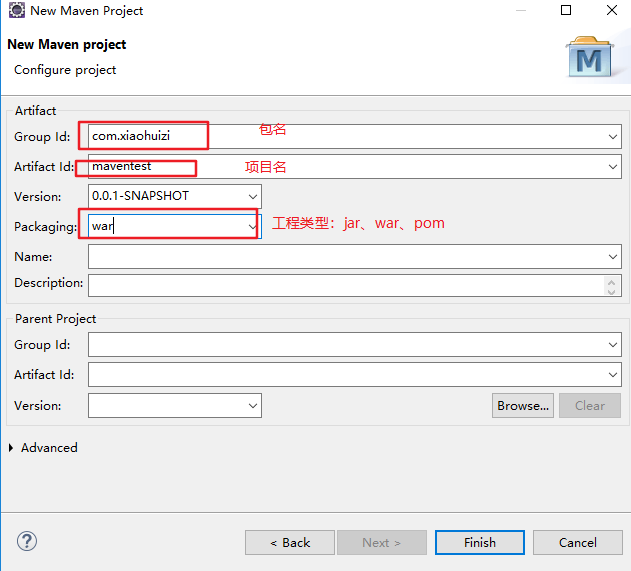 New Maven Project
New Maven project
Configure project
M
Artifact
Group Id: com.xiaohuizi 包名
Artifact Id: maventest 项目名
Version: 0.0.1-SNAPSHOT
Packaging: war 工程类型：jar、war、pom
Name:
Description:
Parent Project
Group Id:
Artifact Id:
Version: Browse... Clear
Advanced
? < Back Next > Finish Cancel